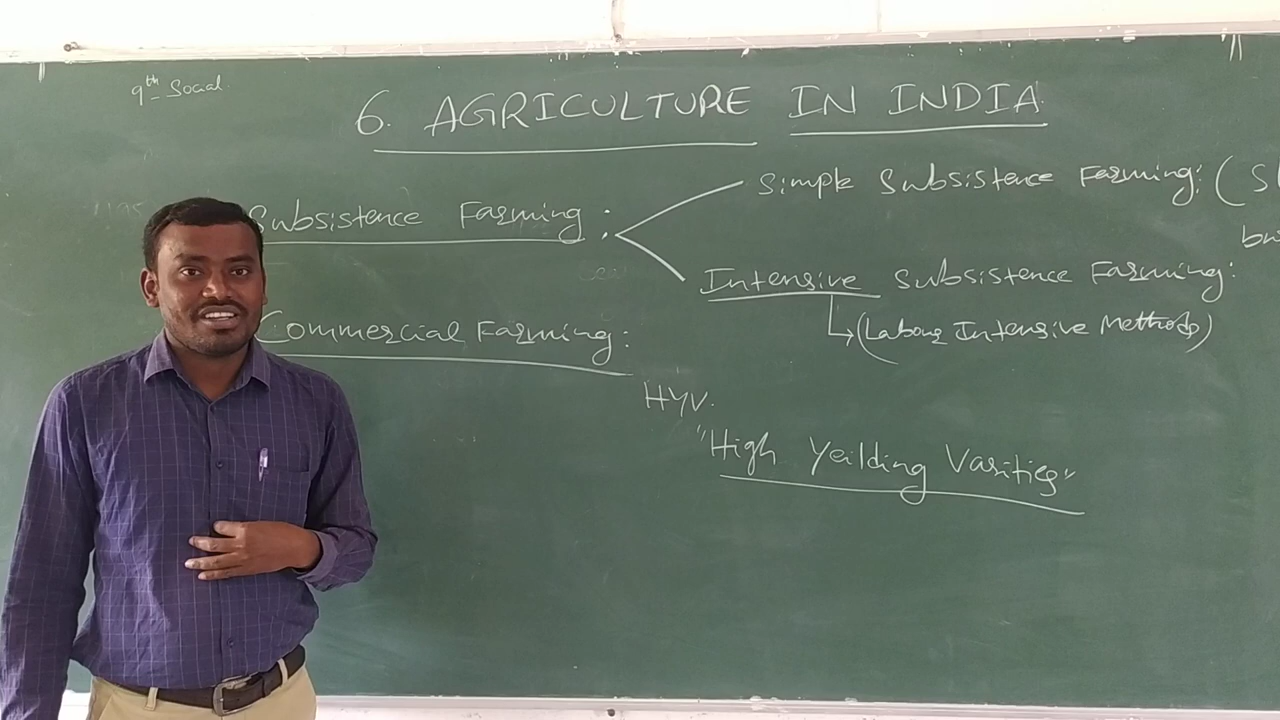 9th Social
6. AGRICULTURE IN INDIA
Simple Subsistence Farming: (
Subsistence Farming :
Intensive Subsistence Farming:
(Labour Intensive Methods)
Commercial Farming :
HYV.
"High Yeilding Varities"